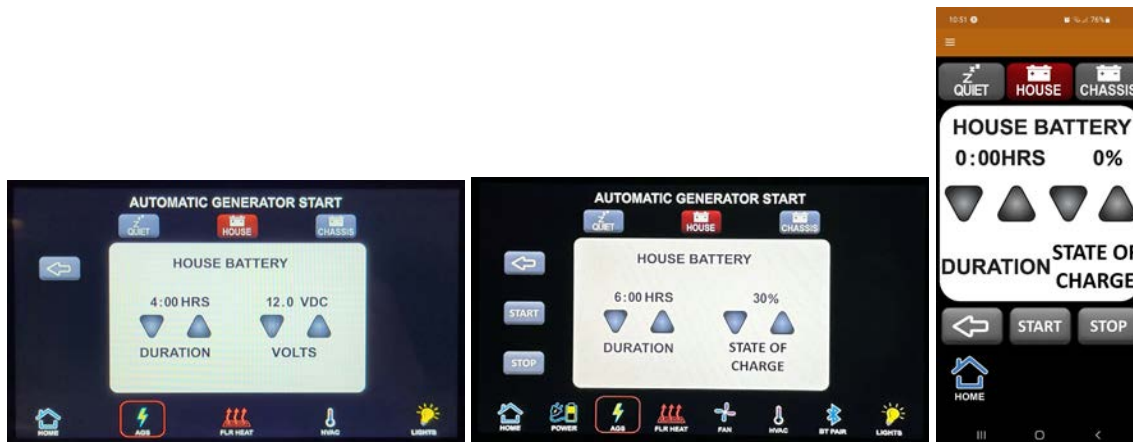 AUTOMATIC GENERATOR START
QUIET
HOUSE
CHASSIS
HOUSE BATTERY
4:00 HRS
12.0 VDC
DURATION
VOLTS
HOME
AGS
FLR HEAT
HVAC
LIGHTS
AUTOMATIC GENERATOR START
QUIET
HOUSE
CHASSIS
HOUSE BATTERY
START
STOP
6:00 HRS
30%
DURATION
STATE OF
CHARGE
HOME
POWER
AGS
FLR HEAT
FAN
HVAC
BT PAIR
LIGHTS
10:51
76%
QUIET
HOUSE
CHASSIS
HOUSE BATTERY
0:00HRS
0%
DURATION
STATE OF
CHARGE
START
STOP
HOME